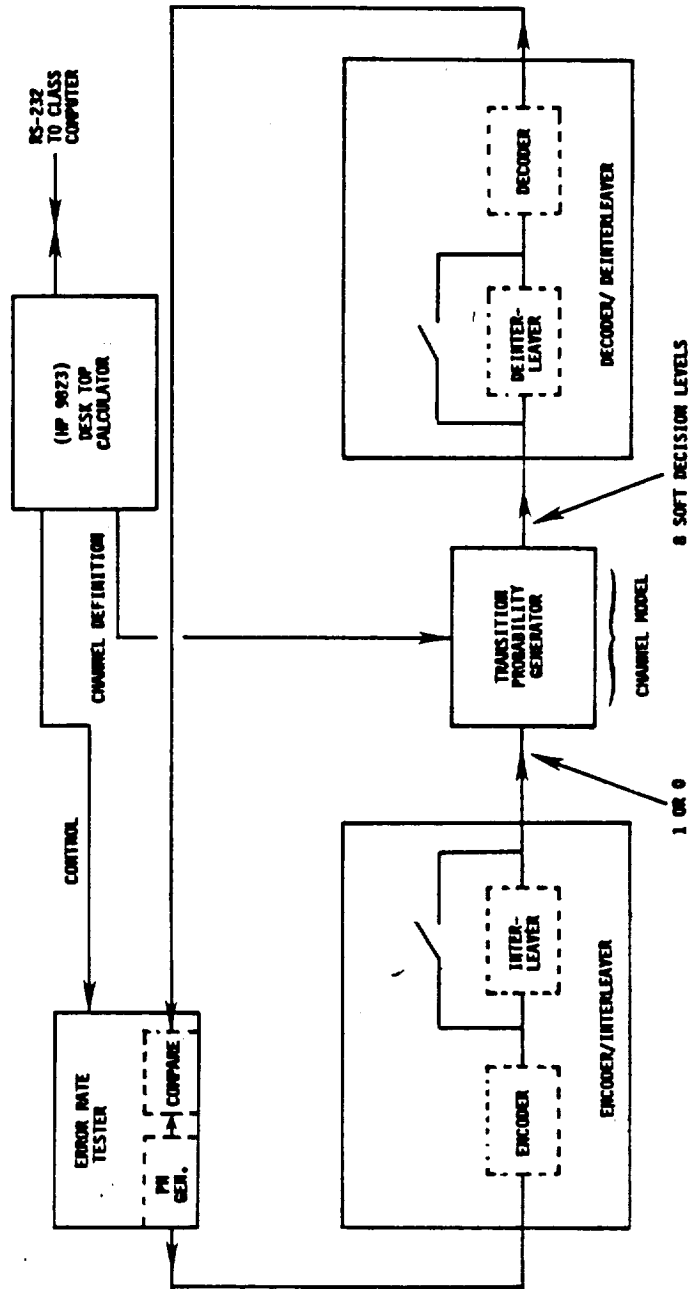 RS-232
TO CLASS
COMPUTER
(HP 9823)
DESK TOP
CALCULATOR
CONTROL
CHANNEL DEFINITION
ERROR RATE
TESTER
PN
GEN.
COMPARE
ENCODER
INTER-
LEAVER
ENCODER/INTERLEAVER
1 OR 0
TRANSITION
PROBABILITY
GENERATOR
CHANNEL MODEL
8 SOFT DECISION LEVELS
DEINTER-
LEAVER
DECODER
DECODER/ DEINTERLEAVER